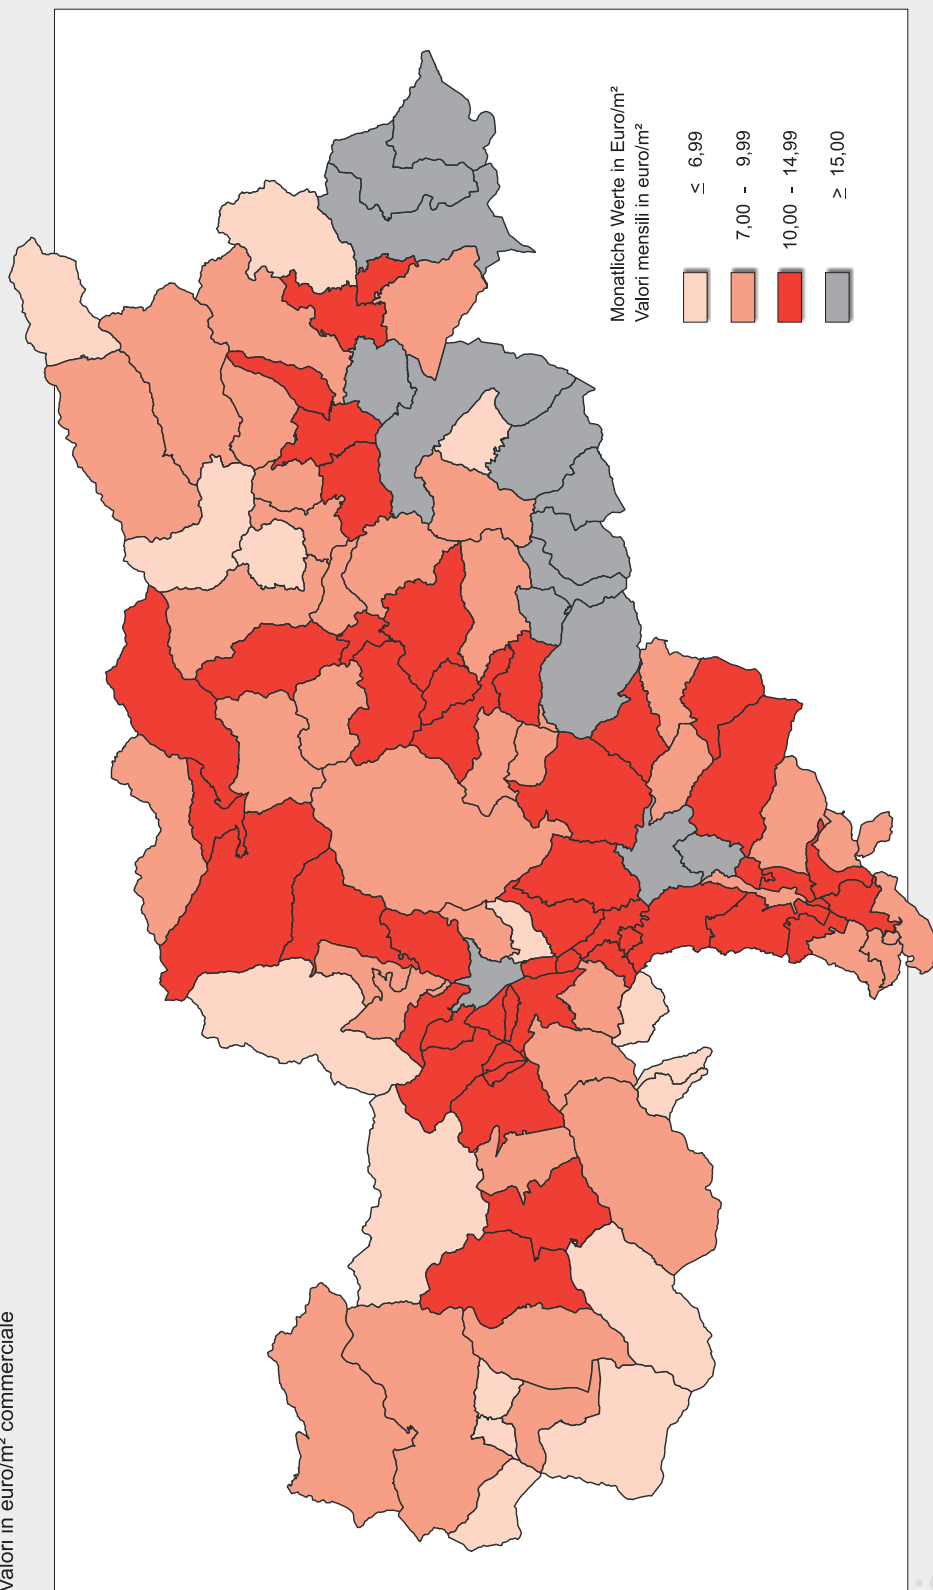 Valori in euro/m² commerciale
Monatliche Werte in Euro/m²
Valori mensili in euro/m²
≤ 6,99
7,00 - 9,99
10,00 - 14,99
≥ 15,00